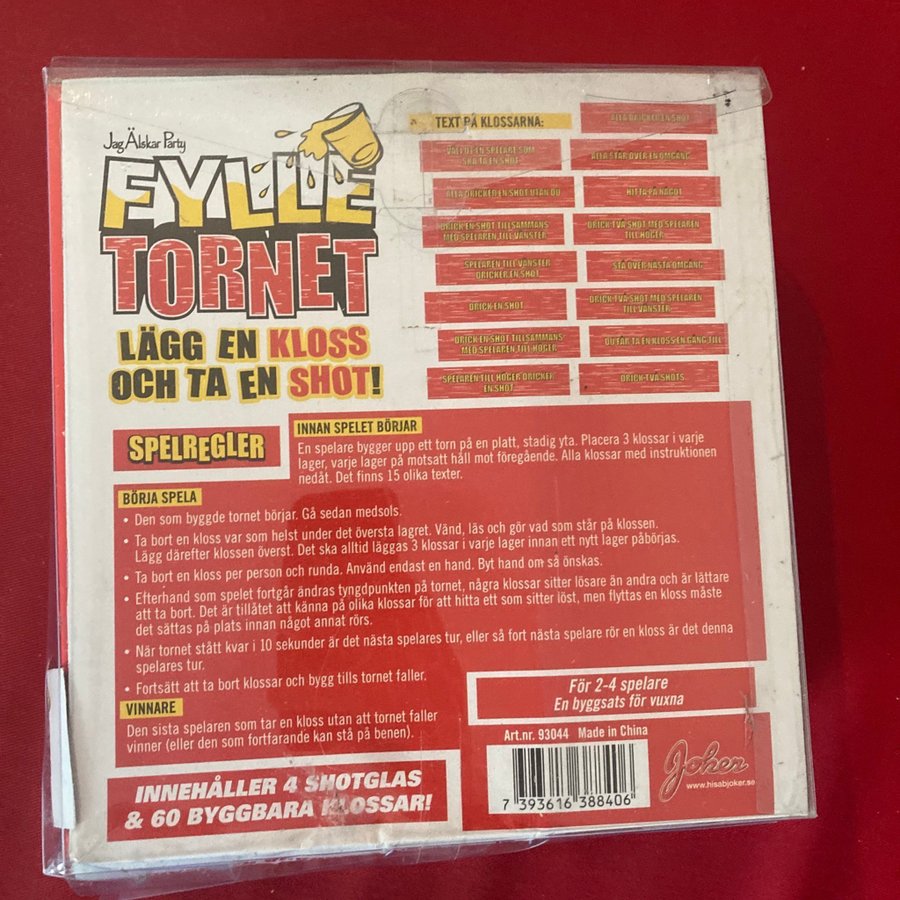 Jag Älskar Party
FYLLE
TORNET
LÄGG EN KLOSS
OCH TA EN SHOT!
TEXT PÅ KLOSSARNA:
ALLA DRICKER EN SHOT
VÄLJ UT EN SPELARE SOM
SKA TA EN SHOT
ALLA STÅR ÖVER EN OMGÅNG
ALLA DRICKER EN SHOT UTAN DU
HITTA PÅ NÅGOT
DRICK EN SHOT TILLSAMMANS
MED SPELAREN TILL VÄNSTER
DRICK TVÅ SHOT MED SPELAREN
TILL HÖGER
SPELAREN TILL VÄNSTER
DRICKER EN SHOT
STÅ ÖVER NÄSTA OMGÅNG
DRICK EN SHOT
DRICK TVÅ SHOT MED SPELAREN
TILL VÄNSTER
DRICK EN SHOT TILLSAMMANS
MED SPELAREN TILL HÖGER
DU FÅR TA EN KLOSS EN GÅNG TILL
SPELAREN TILL HÖGER DRICKER
EN SHOT
DRICK TVÅ SHOTS
SPELREGLER
INNAN SPELET BÖRJAR
En spelare bygger upp ett torn på en platt, stadig yta. Placera 3 klossar i varje
lager, varje lager på motsatt håll mot föregående. Alla klossar med instruktionen
nedåt. Det finns 15 olika texter.
BÖRJA SPELA
• Den som byggde tornet börjar. Gå sedan medsols.
• Ta bort en kloss var som helst under det översta lagret. Vänd, läs och gör vad som står på klossen.
Lägg därefter klossen överst. Det ska alltid läggas 3 klossar i varje lager innan ett nytt lager påbörjas.
• Ta bort en kloss per person och runda. Använd endast en hand. Byt hand om så önskas.
• Efterhand som spelet fortgår ändras tyngdpunkten på tornet, några klossar sitter lösare än andra och är lättare
att ta bort. Det är tillåtet att känna på olika klossar för att hitta ett som sitter löst, men flyttas en kloss måste
det sättas på plats innan något annat rörs.
• När tornet stått kvar i 10 sekunder är det nästa spelares tur, eller så fort nästa spelare rör en kloss är det denna
spelares tur.
• Fortsätt att ta bort klossar och bygg tills tornet faller.
VINNARE
Den sista spelaren som tar en kloss utan att tornet faller
vinner (eller den som fortfarande kan stå på benen).
För 2-4 spelare
En byggsats för vuxna
Art.nr. 93044 Made in China
7 393616 388406
Joker
www.hisabjoker.se
INNEHÅLLER 4 SHOTGLAS
& 60 BYGGBARA KLOSSAR!